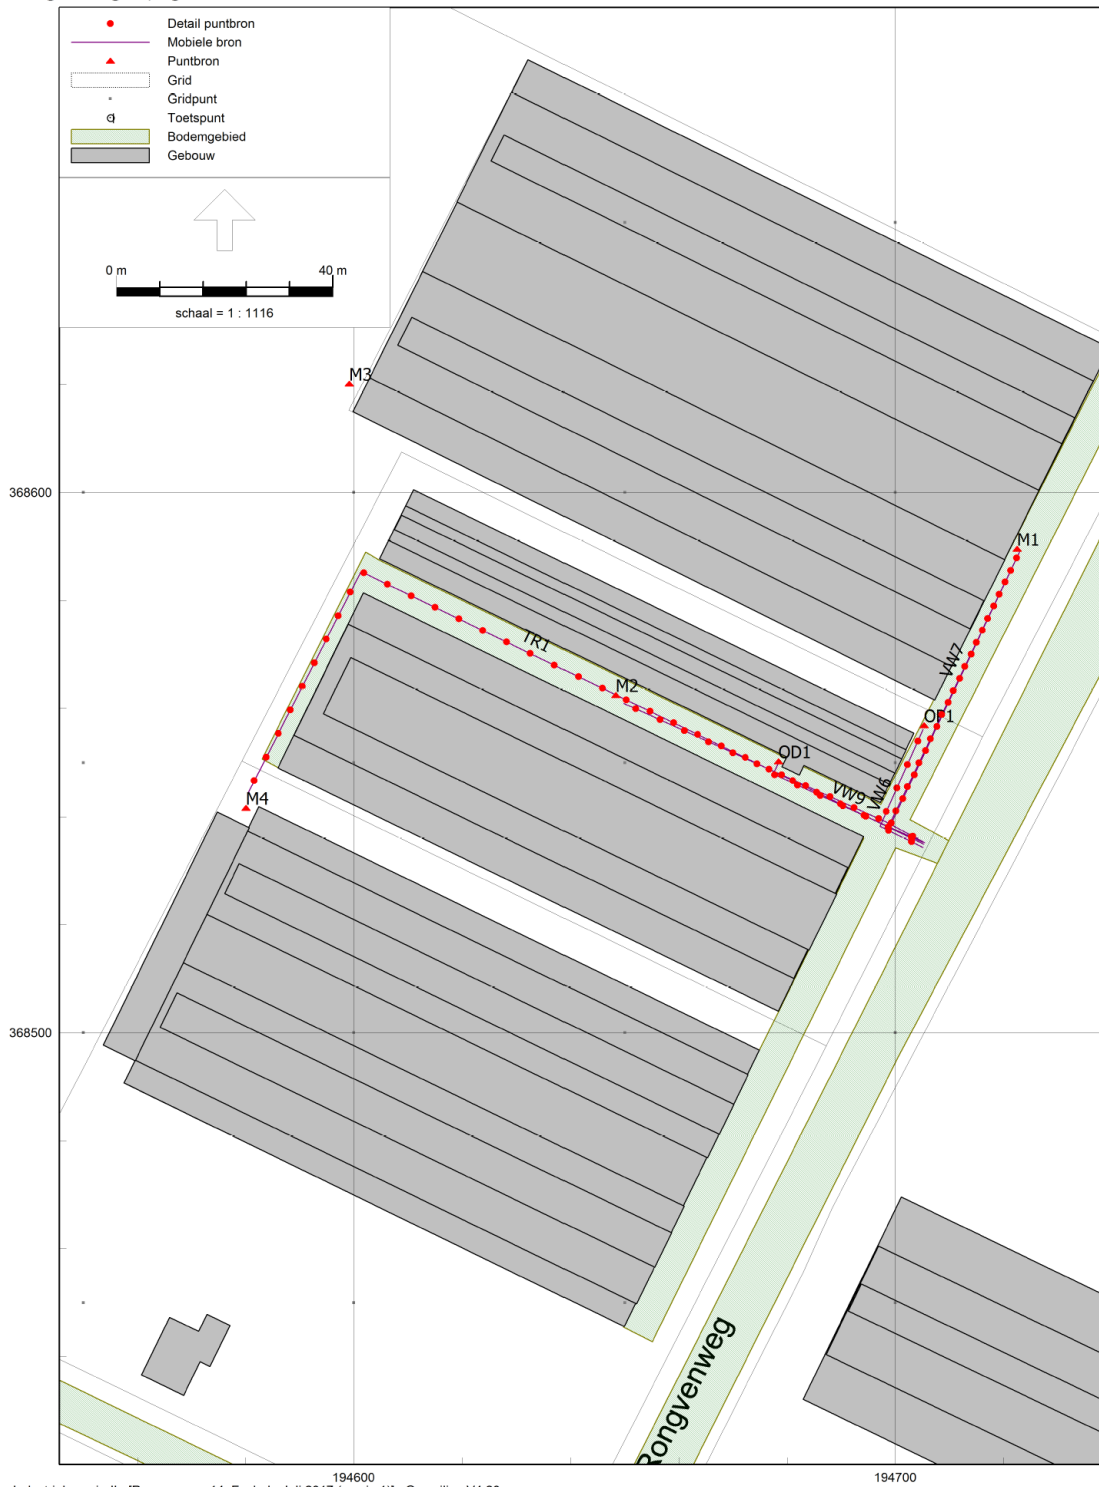 Detail puntbron
Mobiele bron
Puntbron
Grid
Gridpunt
Toetspunt
Bodemgebied
Gebouw
0 m
40 m
schaal = 1 : 1116
M3
368600
M1
TR1
VW7
M2
OP1
OD1
VW9
VW6
M4
368500
Rongvenweg
194600
194700